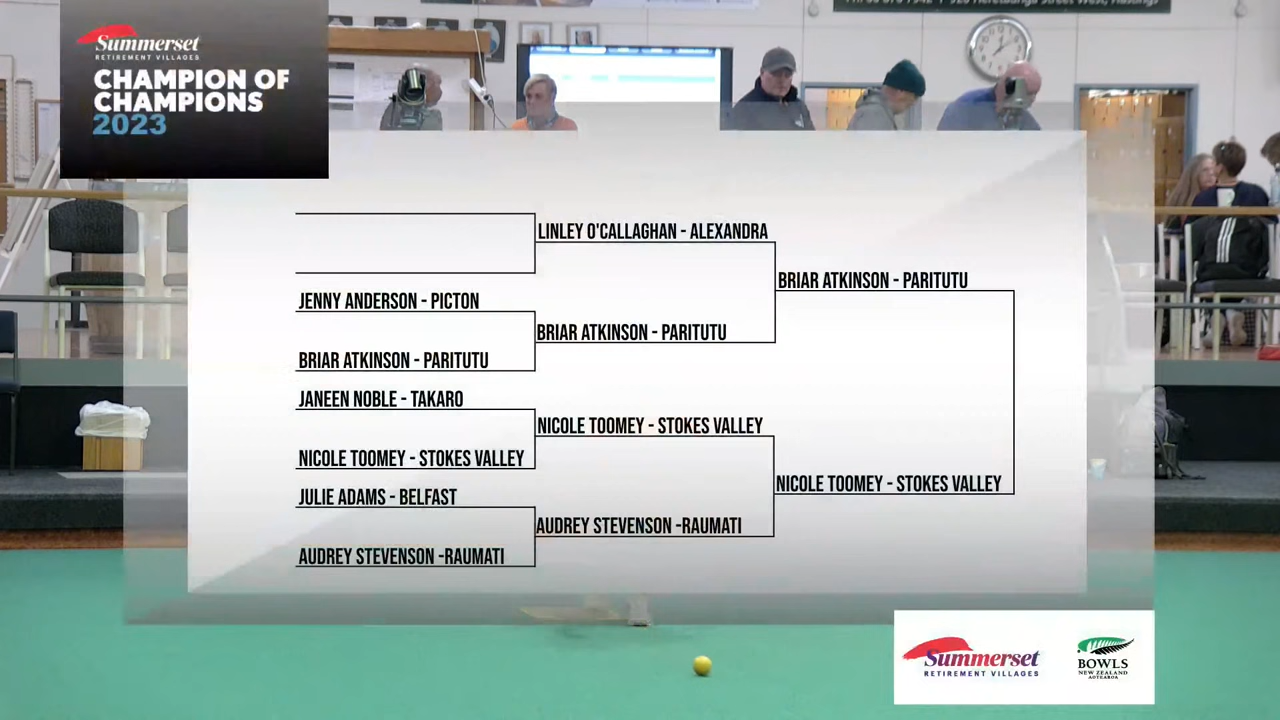 Summerset
RETIREMENT VILLAGES
CHAMPION OF
CHAMPIONS
2023
LINLEY O'CALLAGHAN - ALEXANDRA
BRIAR ATKINSON - PARITUTU
JENNY ANDERSON - PICTON
BRIAR ATKINSON - PARITUTU
BRIAR ATKINSON - PARITUTU
JANEEN NOBLE - TAKARO
NICOLE TOOMEY - STOKES VALLEY
NICOLE TOOMEY - STOKES VALLEY
NICOLE TOOMEY - STOKES VALLEY
JULIE ADAMS - BELFAST
AUDREY STEVENSON -RAUMATI
AUDREY STEVENSON -RAUMATI
Summerset
RETIREMENT VILLAGES
BOWLS
NEW ZEALAND
AOTEAROA